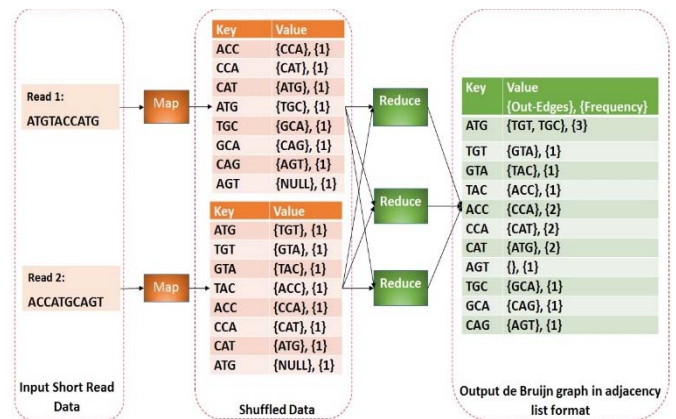 Read 1:
ATGTACCATG
Read 2:
ACCATGCAGT
Input Short Read
Data
Map
Map
Key Value
ACC {CCA}, {1}
CCA {CAT}, {1}
CAT {ATG}, {1}
ATG {TGC}, {1}
TGC {GCA}, {1}
GCA {CAG}, {1}
CAG {AGT}, {1}
AGT {NULL}, {1}
Key Value
ATG {TGT}, {1}
TGT {GTA}, {1}
GTA {TAC}, {1}
TAC {ACC}, {1}
ACC {CCA}, {1}
CCA {CAT}, {1}
CAT {ATG}, {1}
ATG {NULL}, {1}
Shuffled Data
Reduce
Reduce
Reduce
Key Value
{Out-Edges}, {Frequency}
ATG {TGT, TGC}, {3}
TGT {GTA}, {1}
GTA {TAC}, {1}
TAC {ACC}, {1}
ACC {CCA}, {2}
CCA {CAT}, {2}
CAT {ATG}, {2}
AGT {}, {1}
TGC {GCA}, {1}
GCA {CAG}, {1}
CAG {AGT}, {1}
Output de Bruijn graph in adjacency
list format